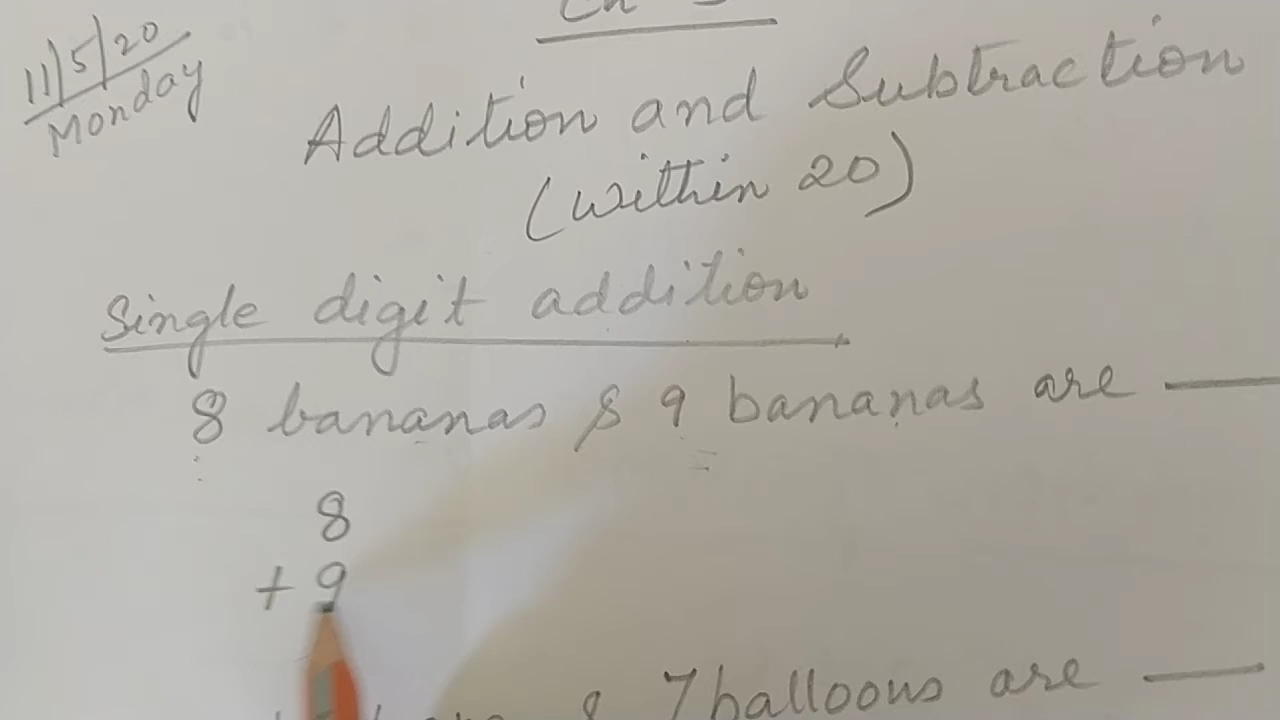 11/5/20
Monday
Addition and Subtraction
(within 20)
Single digit addition
8 bananas & 9 bananas are
8
+ 9
& 7 balloons are